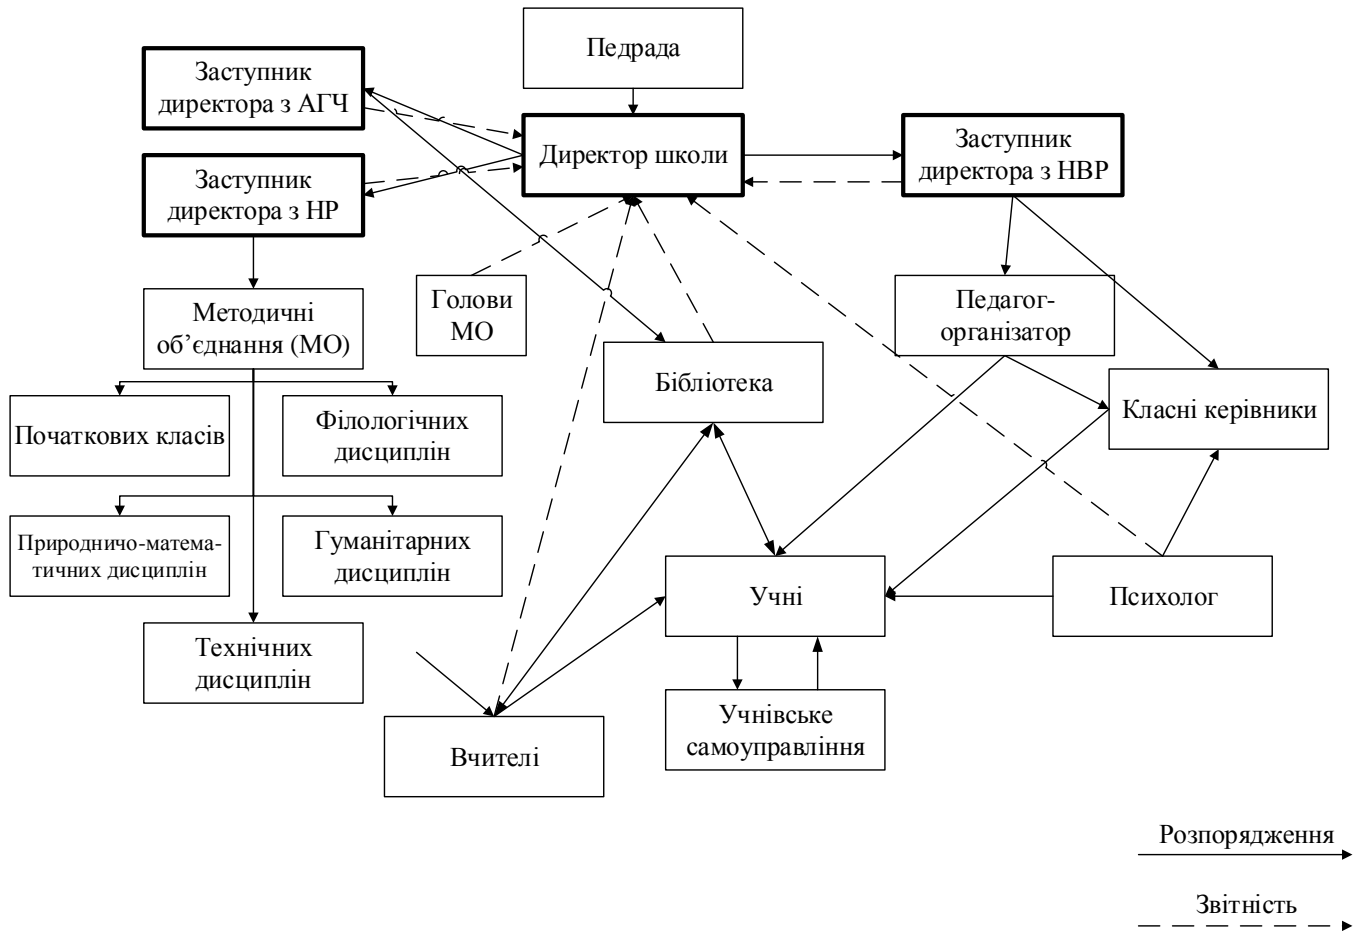 Педрада
Заступник
директора з АГЧ
Директор школи
Заступник
директора з НВР
Заступник
директора з НР
Голови
МО
Педагог-
організатор
Методичні
об’єднання (МО)
Бібліотека
Класні керівники
Початкових класів
Філологічних
дисциплін
Природничо-матема-
тичних дисциплін
Гуманітарних
дисциплін
Учні
Психолог
Технічних
дисциплін
Учнівське
самоуправління
Вчителі
Розпорядження
Звітність